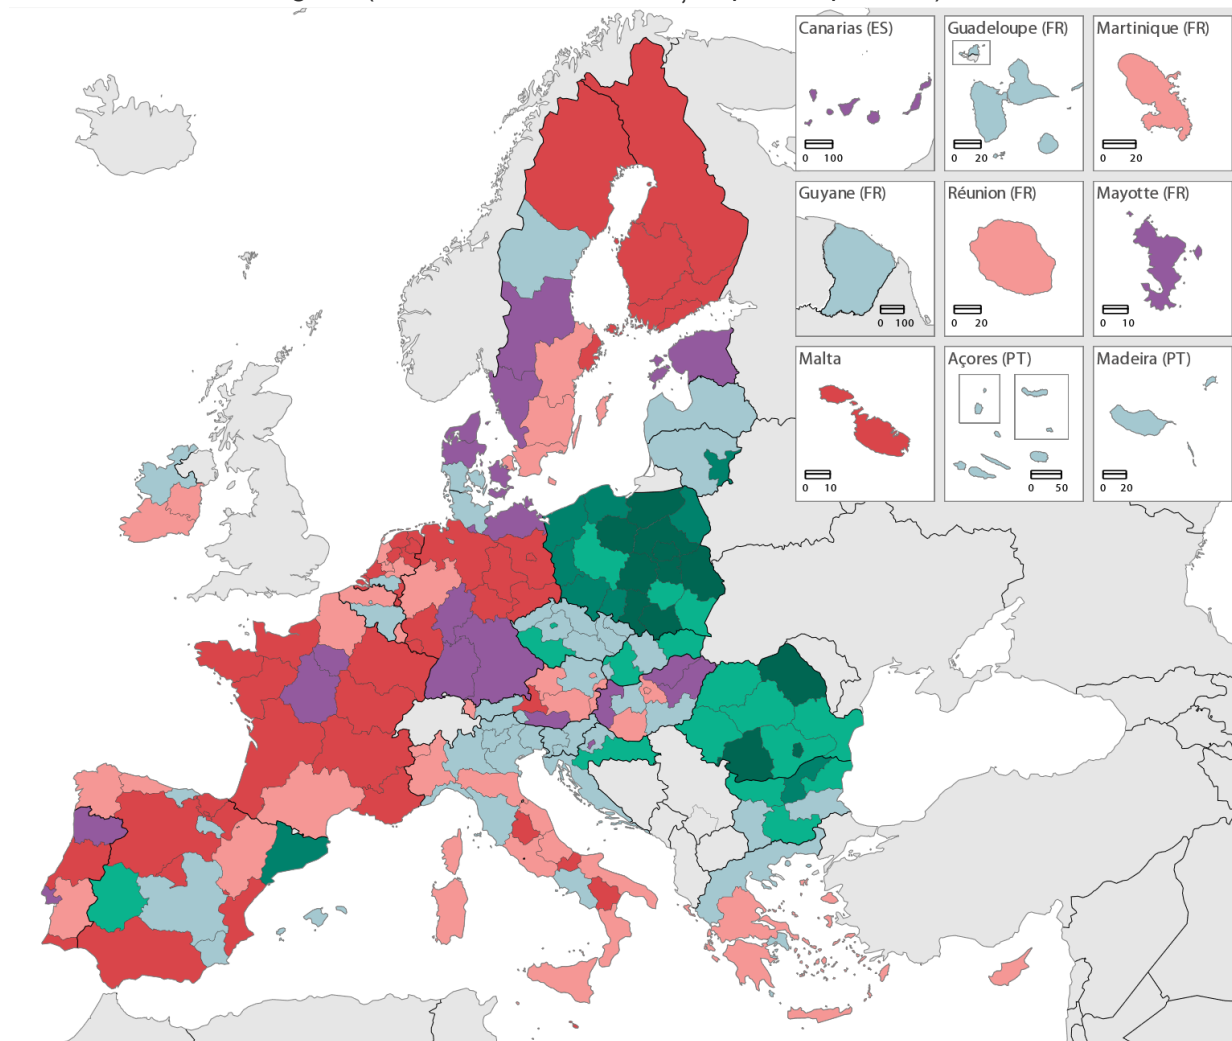 Canarias (ES)
0 100
Guadeloupe (FR)
0 20
Martinique (FR)
0 20
Guyane (FR)
0 100
Réunion (FR)
0 20
Mayotte (FR)
0 10
Malta
0 10
Açores (PT)
0 50
Madeira (PT)
0 20